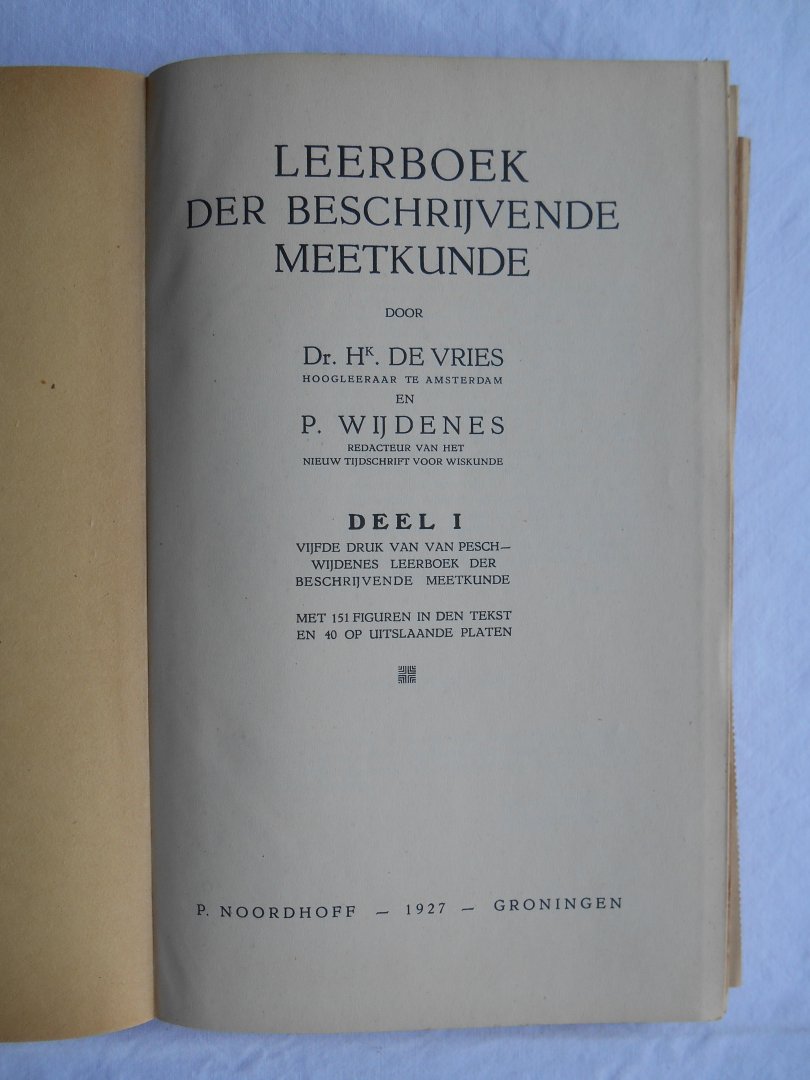 LEERBOEK
DER BESCHRIJVENDE
MEETKUNDE
DOOR
Dr. Hᴷ. DE VRIES
HOOGLEERAAR TE AMSTERDAM
EN
P. WIJDENES
REDACTEUR VAN HET
NIEUW TIJDSCHRIFT VOOR WISKUNDE
DEEL I
VIJFDE DRUK VAN VAN PESCH—
WIJDENES LEERBOEK DER
BESCHRIJVENDE MEETKUNDE
MET 151 FIGUREN IN DEN TEKST
EN 40 OP UITSLAANDE PLATEN
P. NOORDHOFF — 1927 — GRONINGEN